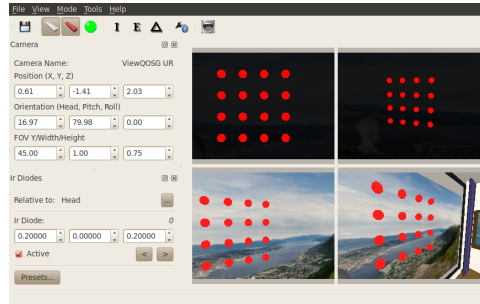 File View Mode Tools Help
I E
Camera
Camera Name: ViewQOSG UR
Position (X, Y, Z)
0.61 -1.41 2.03
Orientation (Head, Pitch, Roll)
16.97 79.98 0.00
FOV Y/Width/Height
45.00 1.00 0.75
Ir Diodes
Relative to: Head ...
Ir Diode: 0
0.20000 0.00000 0.20000
Active < >
Presets...